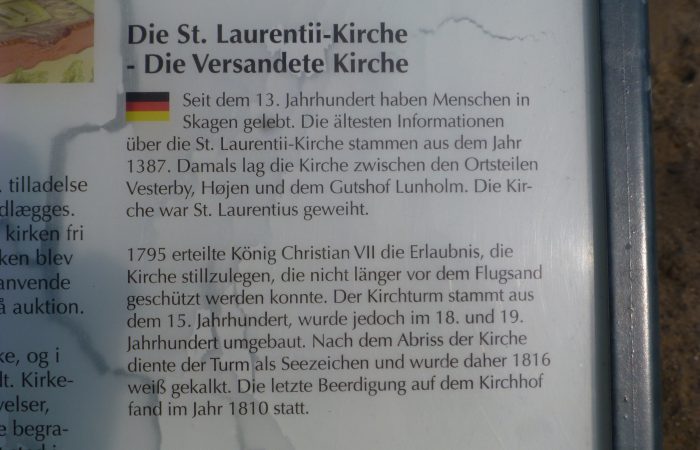 Die St. Laurentii-Kirche
- Die Versandete Kirche
Seit dem 13. Jahrhundert haben Menschen in
Skagen gelebt. Die ältesten Informationen
über die St. Laurentii-Kirche stammen aus dem Jahr
1387. Damals lag die Kirche zwischen den Ortsteilen
Vesterby, Højen und dem Gutshof Lunholm. Die Kir-
che war St. Laurentius geweiht.
1795 erteilte König Christian VII die Erlaubnis, die
Kirche stillzulegen, die nicht länger vor dem Flugsand
geschützt werden konnte. Der Kirchturm stammt aus
dem 15. Jahrhundert, wurde jedoch im 18. und 19.
Jahrhundert umgebaut. Nach dem Abriss der Kirche
diente der Turm als Seezeichen und wurde daher 1816
weiß gekalkt. Die letzte Beerdigung auf dem Kirchhof
fand im Jahr 1810 statt.
tilladelse
dlægges.
kirken fri
ken blev
anvende
å auktion.
ke, og i
dt. Kirke-
velser,
e begra-